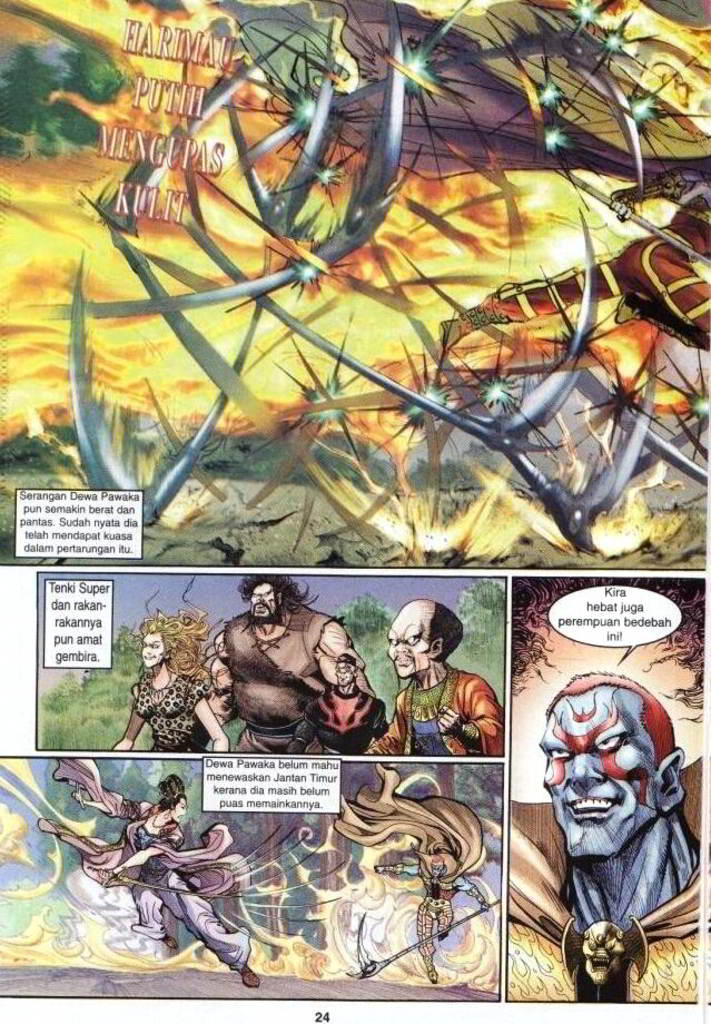 HARIMAU
PUTIH
MENGUPAS
KULIT
Serangan Dewa Pawaka
pun semakin berat dan
pantas. Sudah nyata dia
telah mendapat kuasa
dalam pertarungan itu.
Tenki Super
dan rakan-
rakannya
pun amat
gembira.
Kira
hebat juga
perempuan bedebah
ini!
Dewa Pawaka belum mahu
menewaskan Jantan Timur
kerana dia masih belum
puas memainkannya.
24